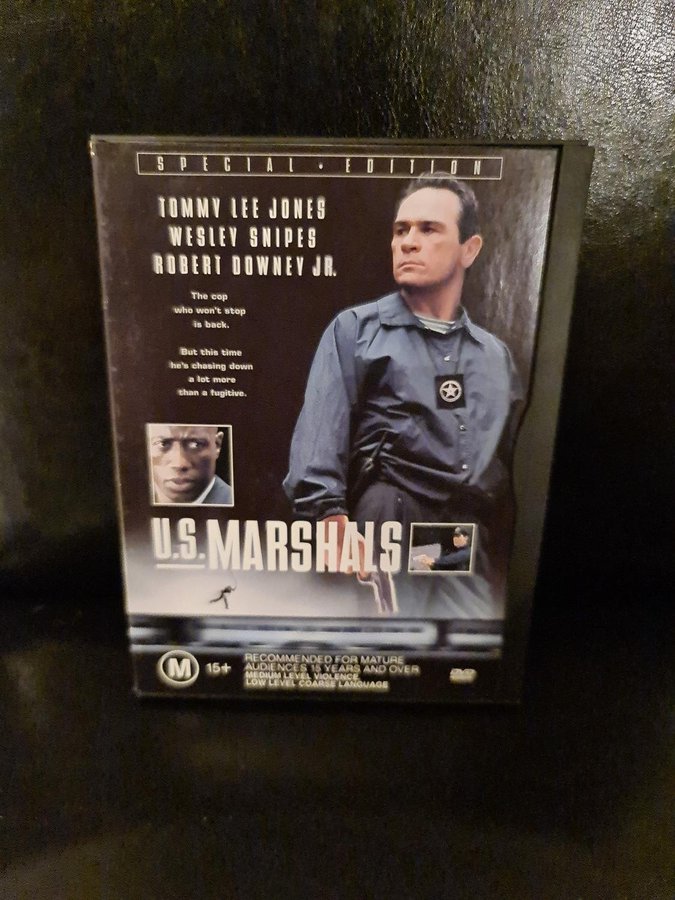 SPECIAL • EDITION
TOMMY LEE JONES
WESLEY SNIPES
ROBERT DOWNEY JR.
The cop
who won't stop
is back.
But this time
he's chasing down
a lot more
than a fugitive.
U.S. MARSHALS
M 15+
RECOMMENDED FOR MATURE
AUDIENCES 15 YEARS AND OVER
MEDIUM LEVEL VIOLENCE
LOW LEVEL COARSE LANGUAGE
DVD